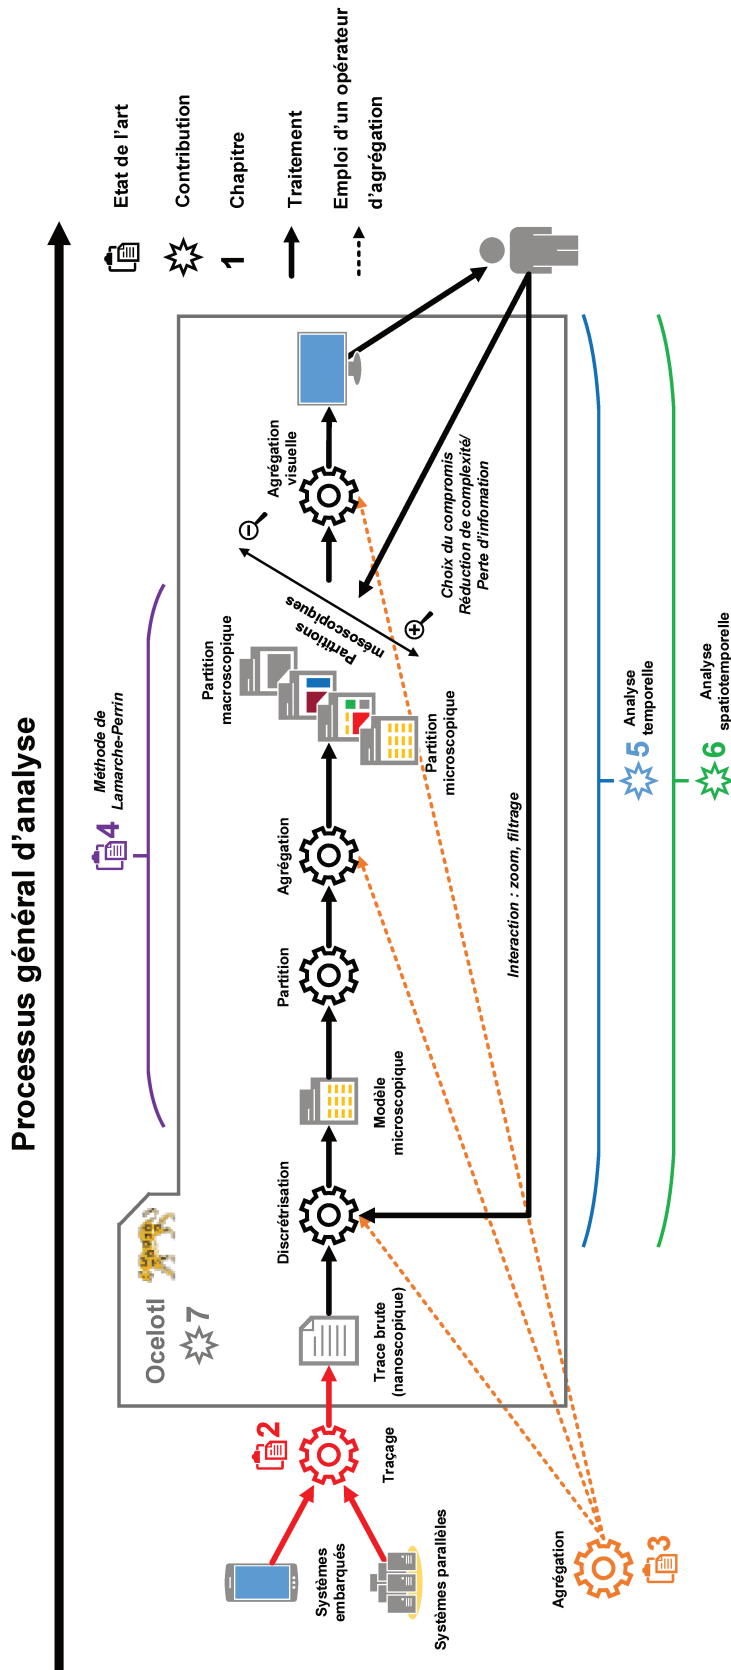 Processus général d'analyse
Etat de l'art
Contribution
1
Chapitre
Traitement
Emploi d'un opérateur
d'agrégation
4
Méthode de
Lamarche-Perrin
Ocelotl
7
2
Traçage
Systèmes
embarqués
Systèmes parallèles
Trace brute
(nanoscopique)
Discrétrisation
Modèle
microscopique
Partition
Agrégation
Partition
macroscopique
Partition
microscopique
Partitions
mésoscopiques
Agrégation
visuelle
Choix du compromis
Réduction de complexité/
Perte d'infomation
Interaction : zoom, filtrage
Agrégation
3
5
Analyse
temporelle
6
Analyse
spatiotemporelle